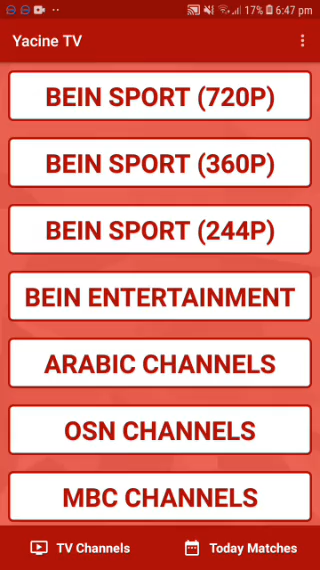 17% 6:47 pm
Yacine TV
BEIN SPORT (720P)
BEIN SPORT (360P)
BEIN SPORT (244P)
BEIN ENTERTAINMENT
ARABIC CHANNELS
OSN CHANNELS
MBC CHANNELS
TV Channels Today Matches